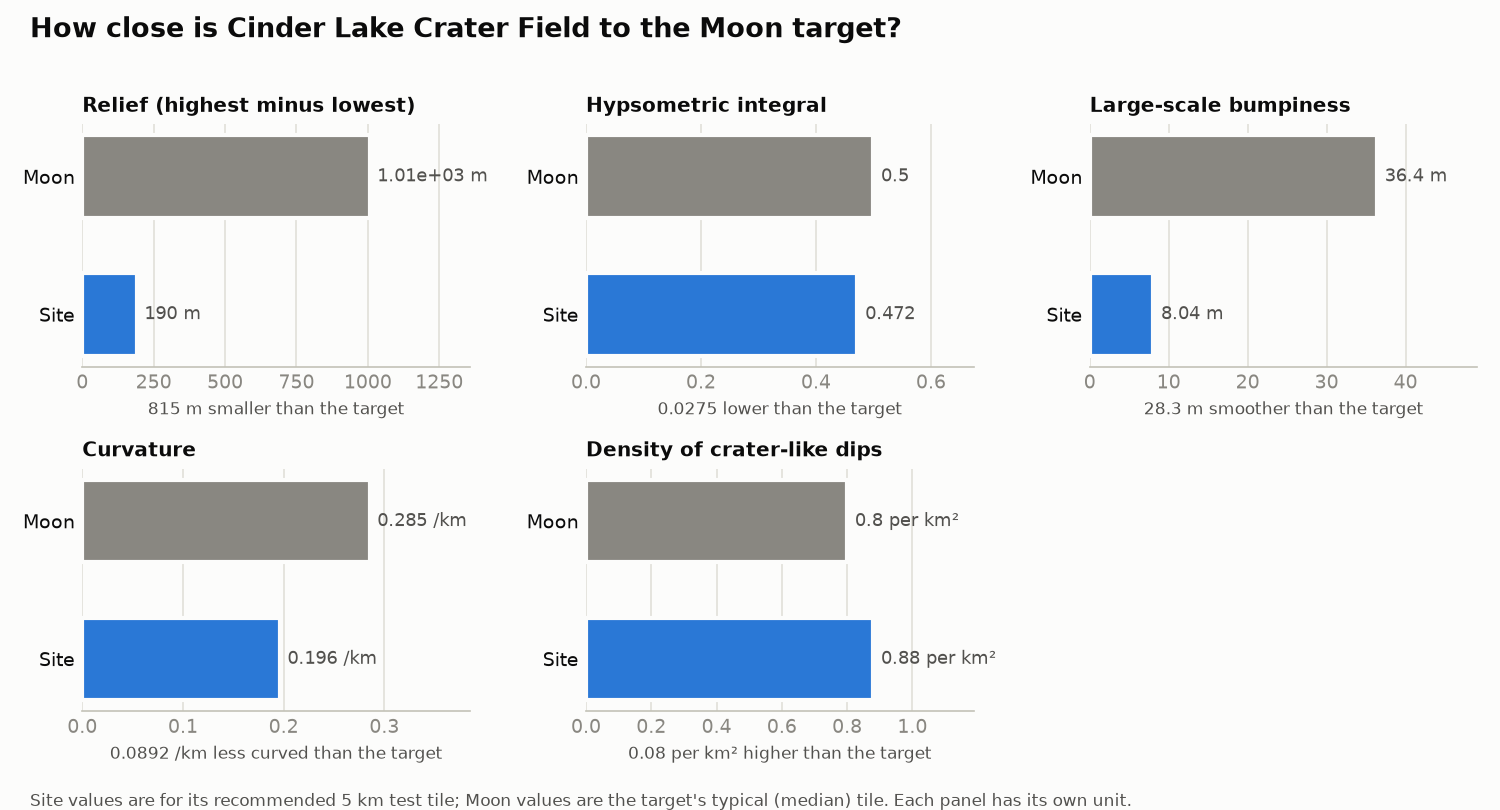 How close is Cinder Lake Crater Field to the Moon target?
Relief (highest minus lowest)
Moon
1.01e+03 m
Site
190 m
0 250 500 750 1000 1250
815 m smaller than the target
Hypsometric integral
Moon
0.5
Site
0.472
0.0 0.2 0.4 0.6
0.0275 lower than the target
Large-scale bumpiness
Moon
36.4 m
Site
8.04 m
0 10 20 30 40
28.3 m smoother than the target
Curvature
Moon
0.285 /km
Site
0.196 /km
0.0 0.1 0.2 0.3
0.0892 /km less curved than the target
Density of crater-like dips
Moon
0.8 per km²
Site
0.88 per km²
0.0 0.2 0.4 0.6 0.8 1.0
0.08 per km² higher than the target
Site values are for its recommended 5 km test tile; Moon values are the target's typical (median) tile. Each panel has its own unit.